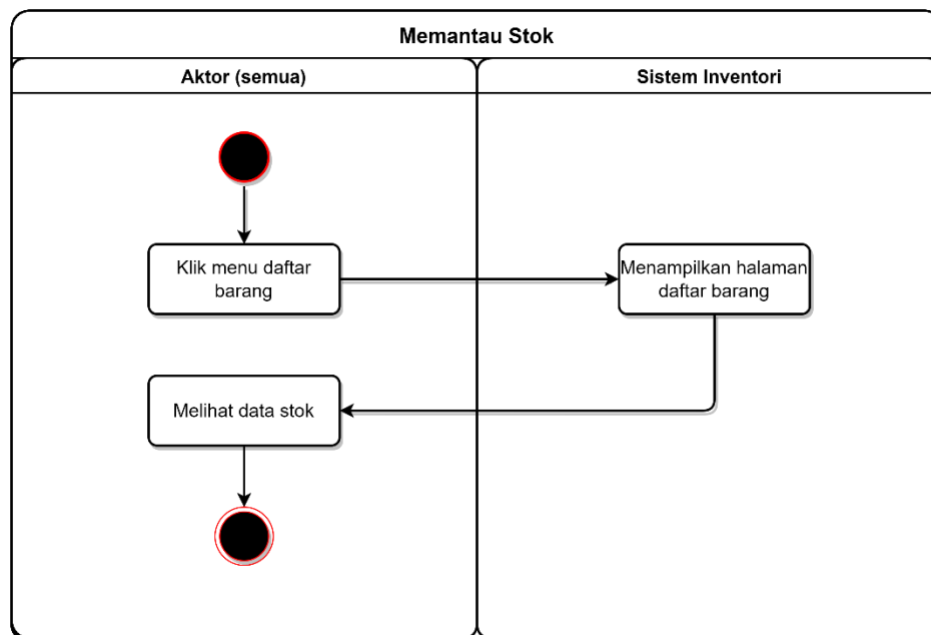 Memantau Stok
Aktor (semua)
Sistem Inventori
Klik menu daftar
barang
Menampilkan halaman
daftar barang
Melihat data stok